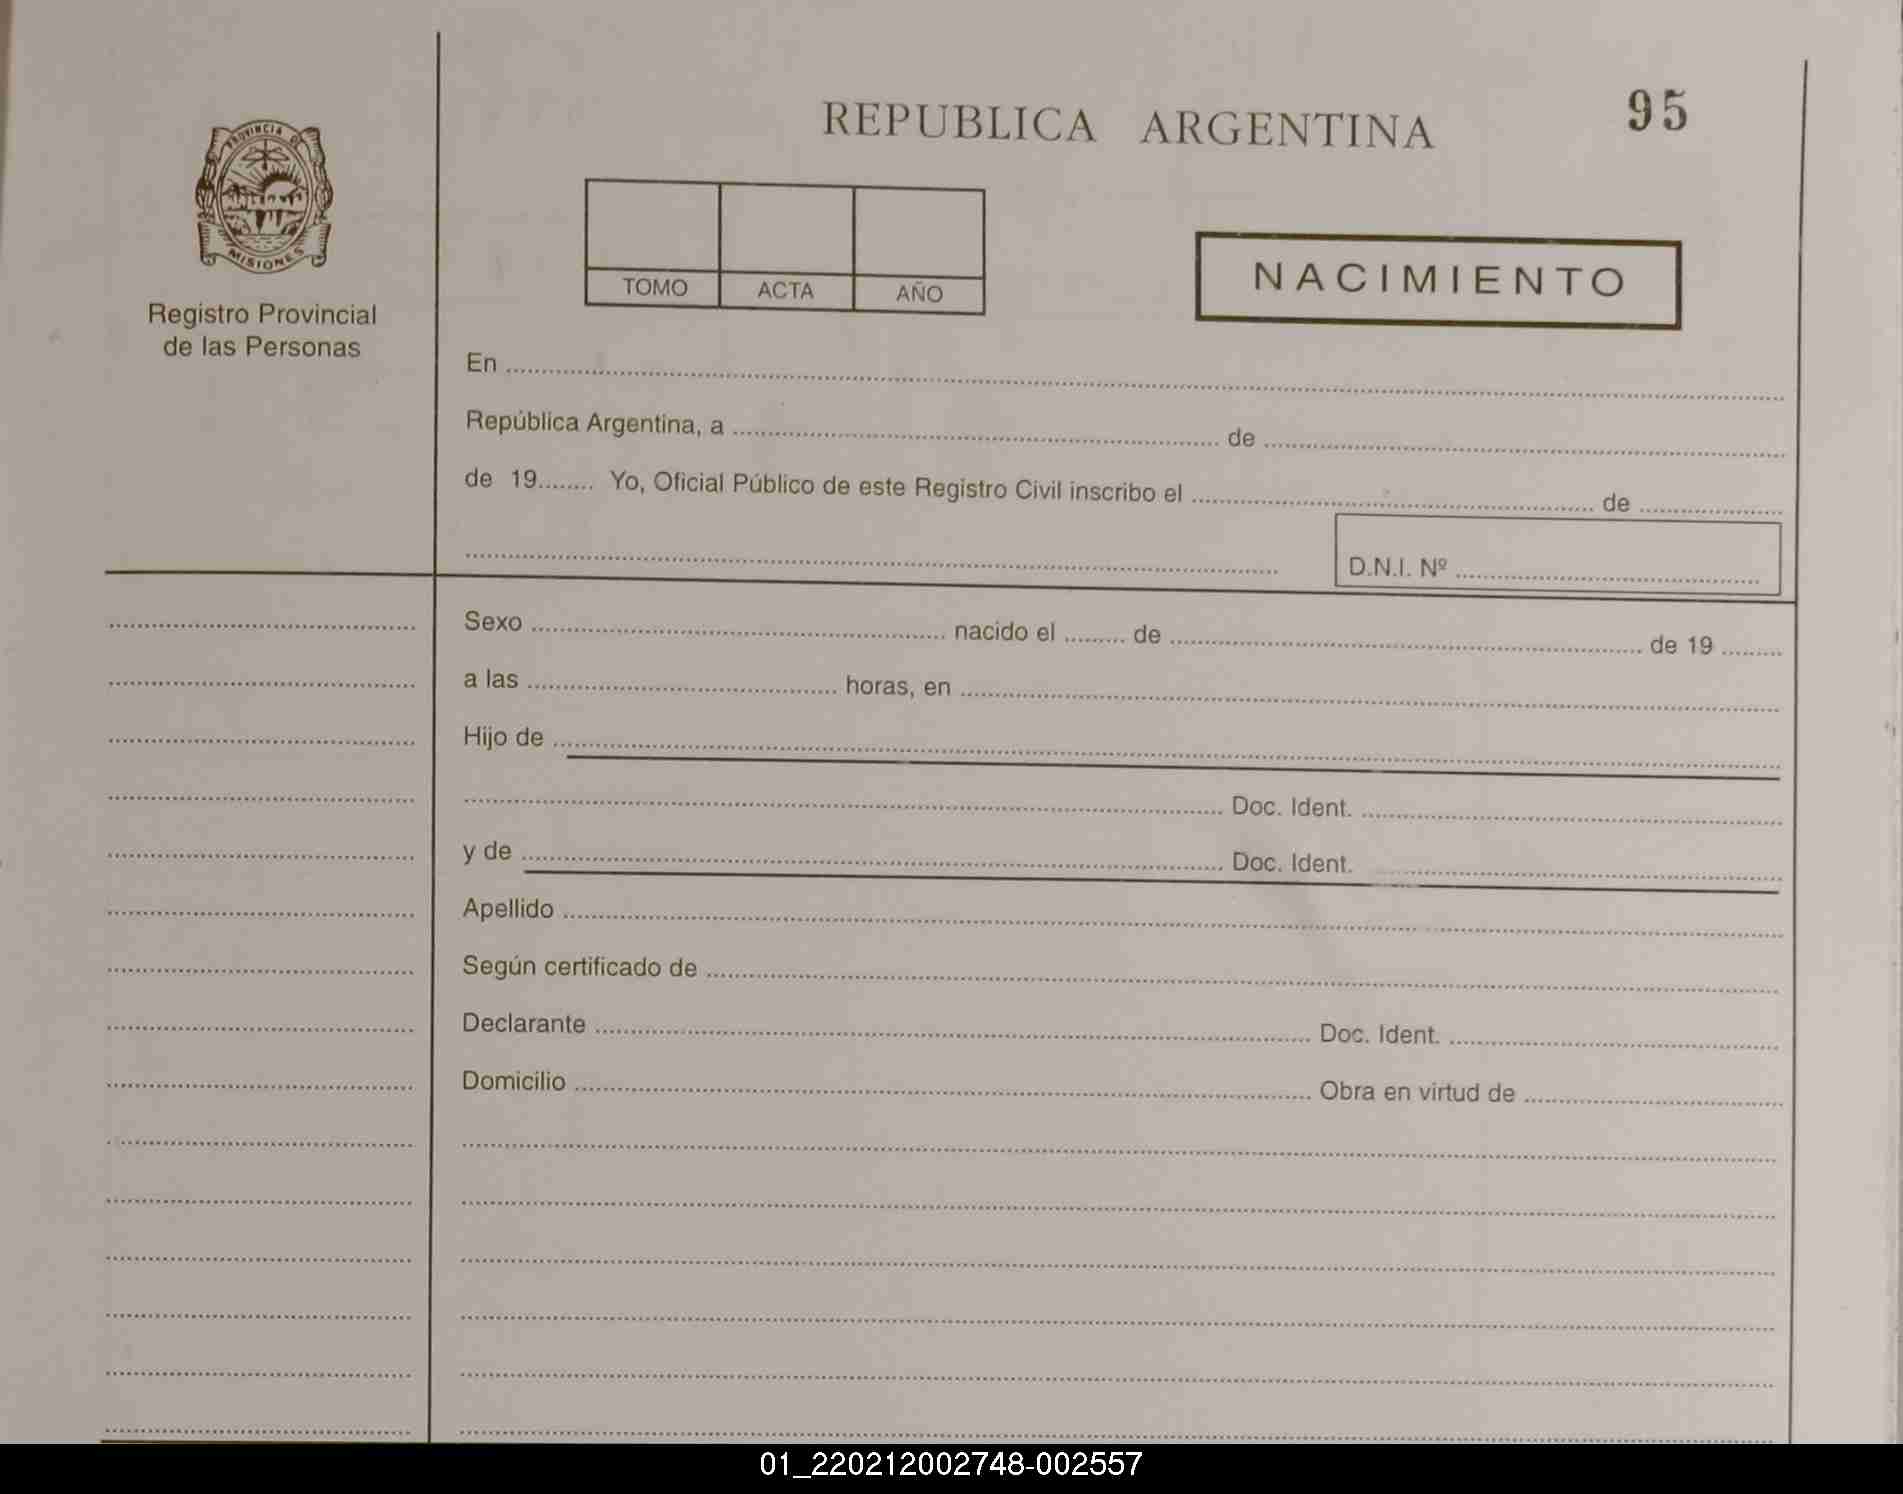 REPUBLICA ARGENTINA
95
PROVINCIA DE
MISIONES
Registro Provincial
de las Personas
TOMO ACTA AÑO
NACIMIENTO
En
República Argentina, a de
de 19 Yo, Oficial Público de este Registro Civil inscribo el de
D.N.I. Nº
Sexo nacido el de de 19
a las horas, en
Hijo de
Doc. Ident.
y de Doc. Ident.
Apellido
Según certificado de
Declarante Doc. Ident.
Domicilio Obra en virtud de
01_220212002748-002557